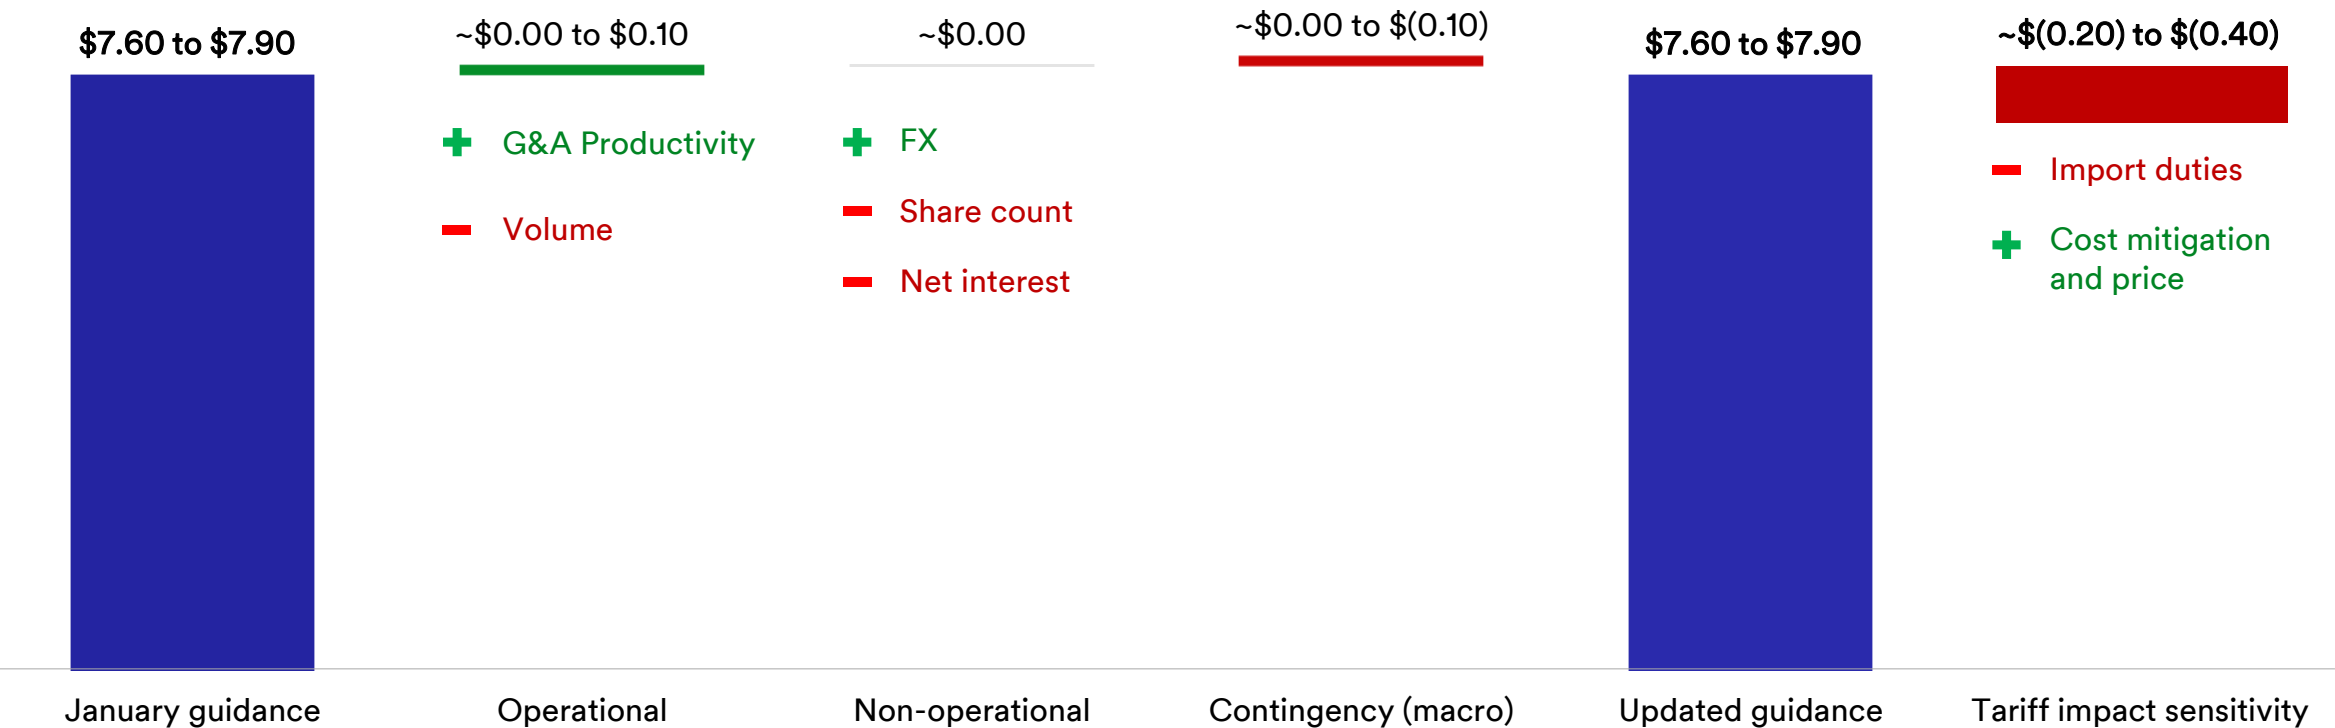 $7.60 to $7.90
~$0.00 to $0.10
~$0.00
~$0.00 to $(0.10)
$7.60 to $7.90
~$(0.20) to $(0.40)
G&A Productivity
Volume
FX
Share count
Net interest
Import duties
Cost mitigation
and price
January guidance
Operational
Non-operational
Contingency (macro)
Updated guidance
Tariff impact sensitivity